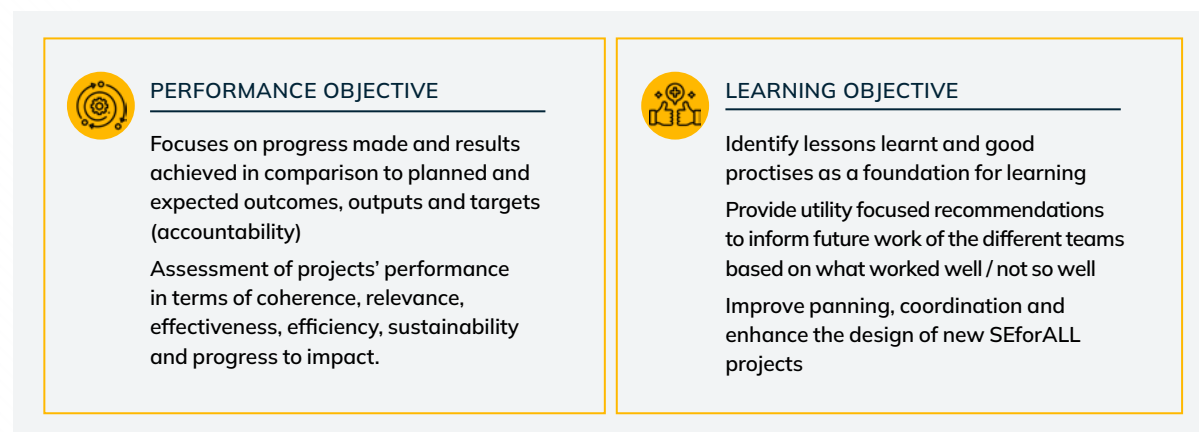 PERFORMANCE OBJECTIVE
Focuses on progress made and results
achieved in comparison to planned and
expected outcomes, outputs and targets
(accountability)
Assessment of projects’ performance
in terms of coherence, relevance,
effectiveness, efficiency, sustainability
and progress to impact.
LEARNING OBJECTIVE
Identify lessons learnt and good
proctises as a foundation for learning
Provide utility focused recommendations
to inform future work of the different teams
based on what worked well / not so well
Improve panning, coordination and
enhance the design of new SEforALL
projects